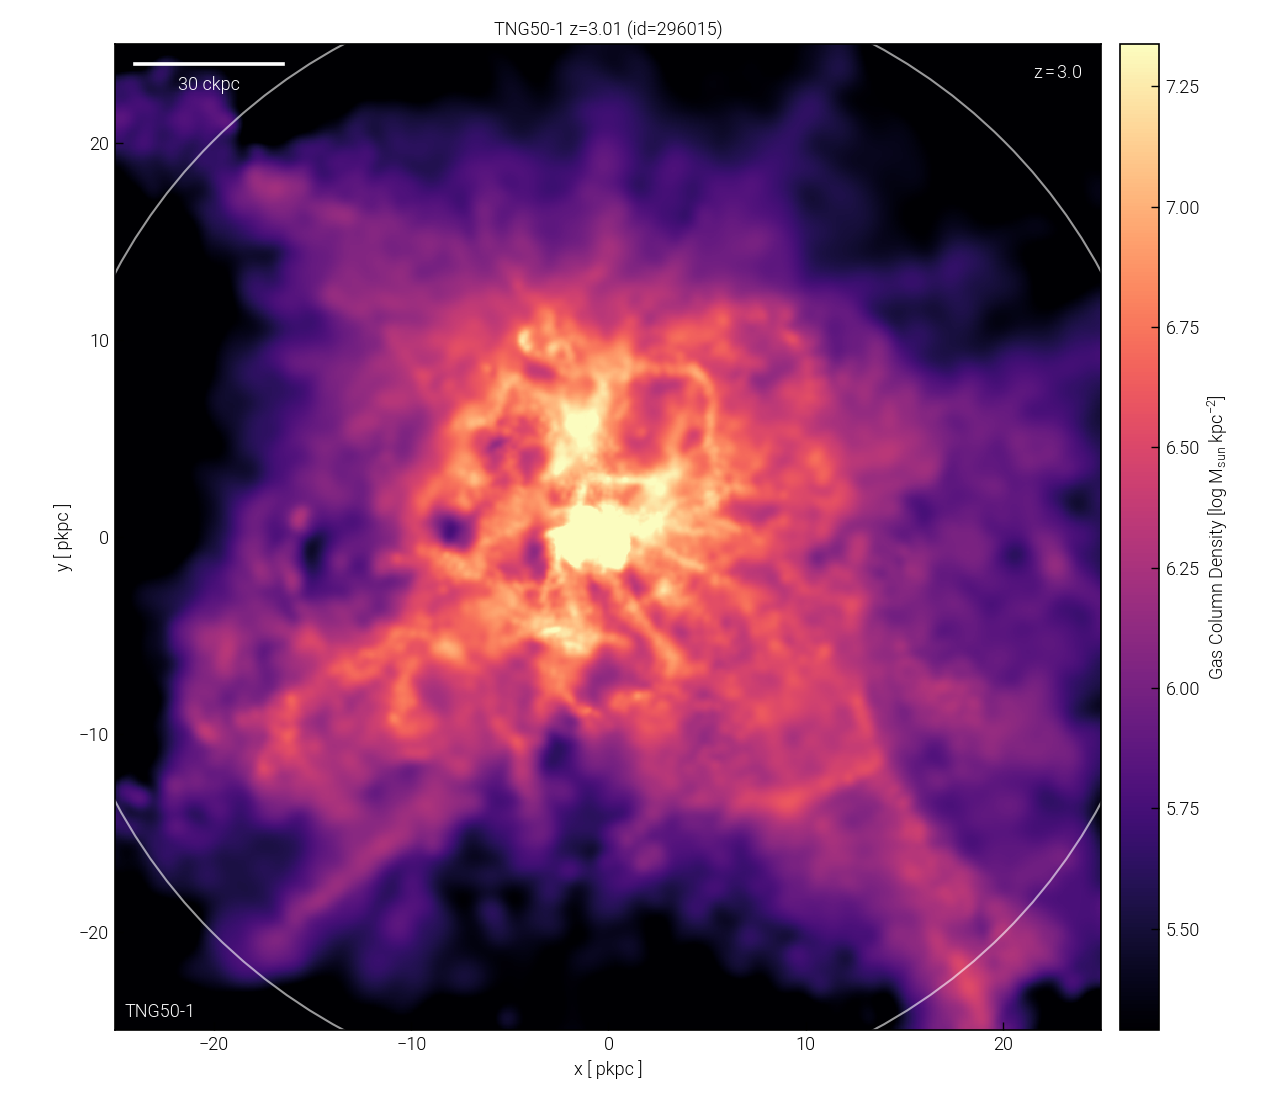 TNG50-1 z=3.01 (id=296015)
30 ckpc
z=3.0
TNG50-1
y [ pkpc ]
20
10
0
−10
−20
−20
−10
0
10
20
x [ pkpc ]
7.25
7.00
6.75
6.50
6.25
6.00
5.75
5.50
Gas Column Density [log M_sun kpc^−2]